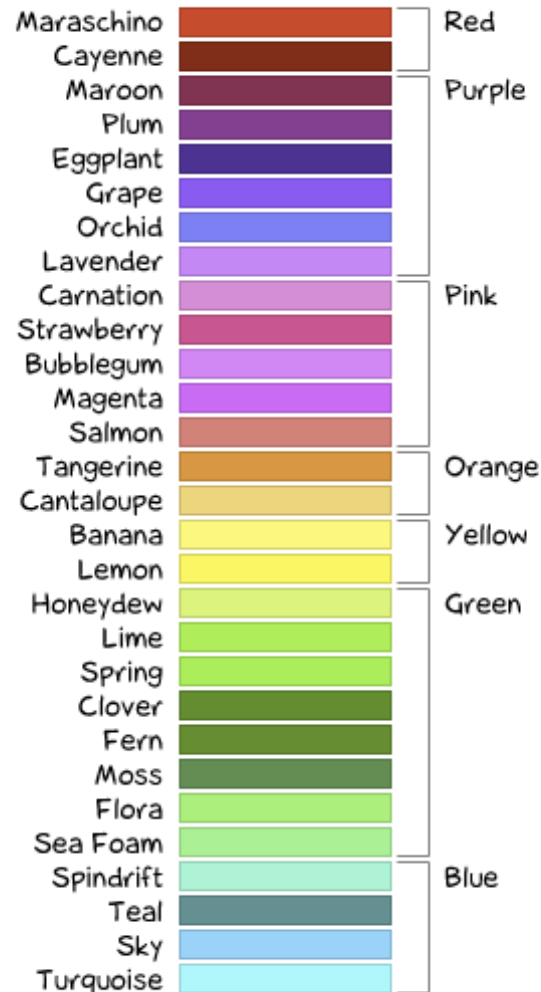 Maraschino Red
Cayenne
Maroon Purple
Plum
Eggplant
Grape
Orchid
Lavender
Carnation Pink
Strawberry
Bubblegum
Magenta
Salmon
Tangerine Orange
Cantaloupe
Banana Yellow
Lemon
Honeydew Green
Lime
Spring
Clover
Fern
Moss
Flora
Sea Foam
Spindrift Blue
Teal
Sky
Turquoise